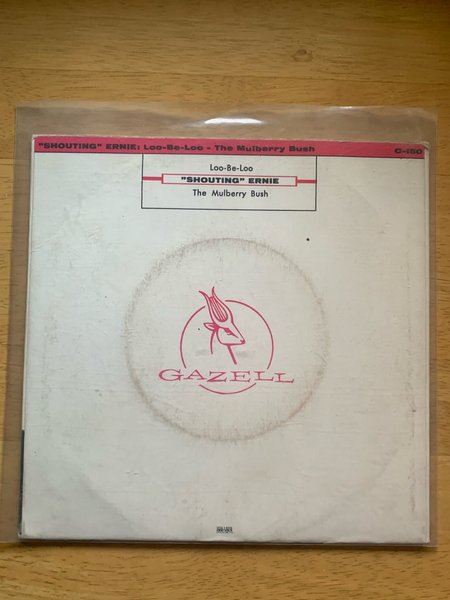 "SHOUTING" ERNIE: Loo-Be-Loo - The Mulberry Bush G-150
Loo-Be-Loo
"SHOUTING" ERNIE
The Mulberry Bush
GAZELL